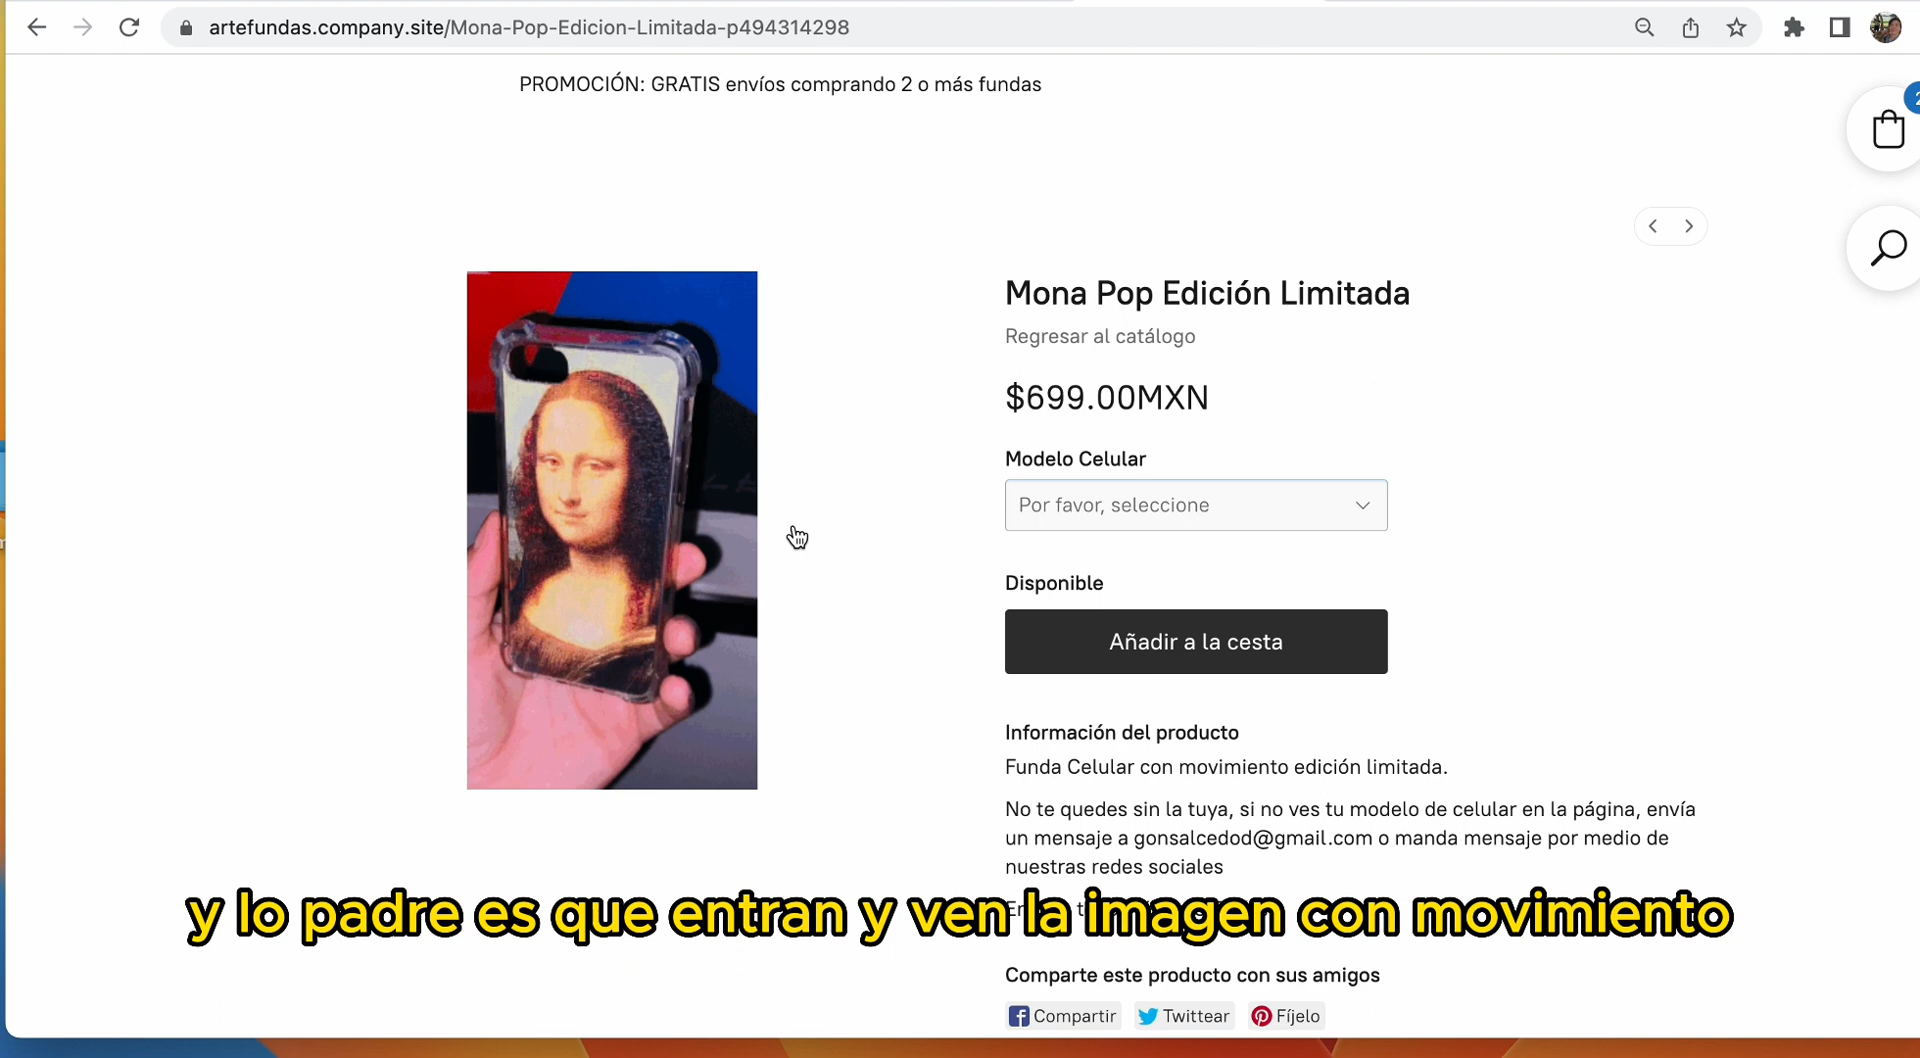 artefundas.company.site/Mona-Pop-Edicion-Limitada-p494314298
PROMOCIÓN: GRATIS envíos comprando 2 o más fundas
2
Mona Pop Edición Limitada
Regresar al catálogo
$699.00MXN
Modelo Celular
Por favor, seleccione
Disponible
Añadir a la cesta
Información del producto
Funda Celular con movimiento edición limitada.
No te quedes sin la tuya, si no ves tu modelo de celular en la página, envía
un mensaje a gonsalcedod@gmail.com o manda mensaje por medio de
nuestras redes sociales
y lo padre es que entran y ven la imagen con movimiento
Comparte este producto con sus amigos
Compartir Twittear Fíjelo